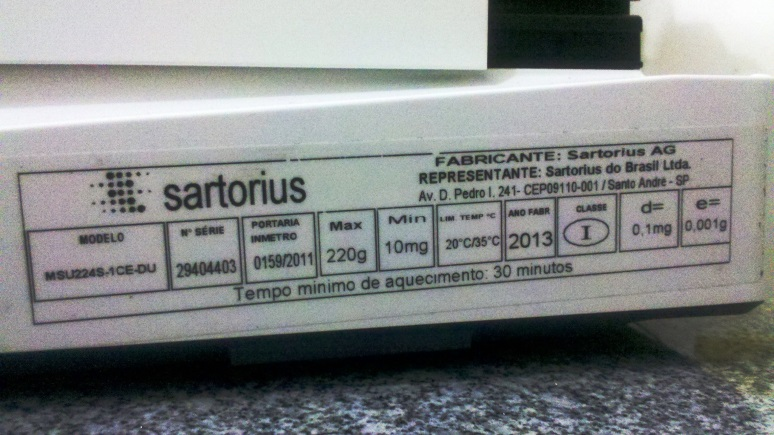 sartorius
FABRICANTE: Sartorius AG
REPRESENTANTE: Sartorius do Brasil Ltda.
Av. D. Pedro I. 241- CEP09110-001 / Santo André - SP
MODELO
MSU224S-1CE-DU
Nº SÉRIE
29404403
PORTARIA
INMETRO
0159/2011
Max
220g
Min
10mg
LIM. TEMP °C
20°C/35°C
ANO FABR
2013
CLASSE
I
d=
0,1mg
e=
0,001g
Tempo minimo de aquecimento: 30 minutos